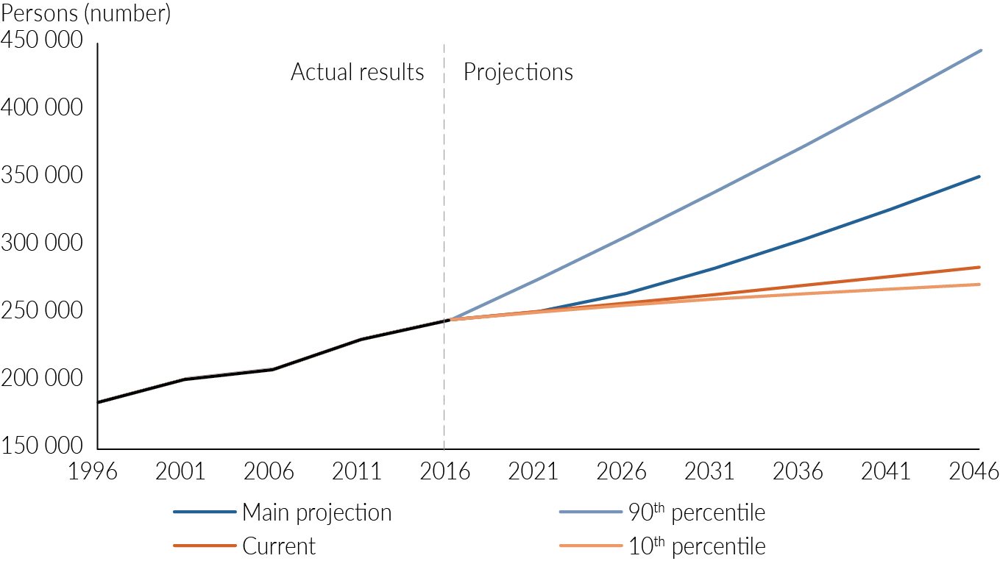 Persons (number)
450 000
Actual results
Projections
400 000
350 000
300 000
250 000
200 000
150 000
1996 2001 2006 2011 2016 2021 2026 2031 2036 2041 2046
Main projection
90th percentile
Current
10th percentile